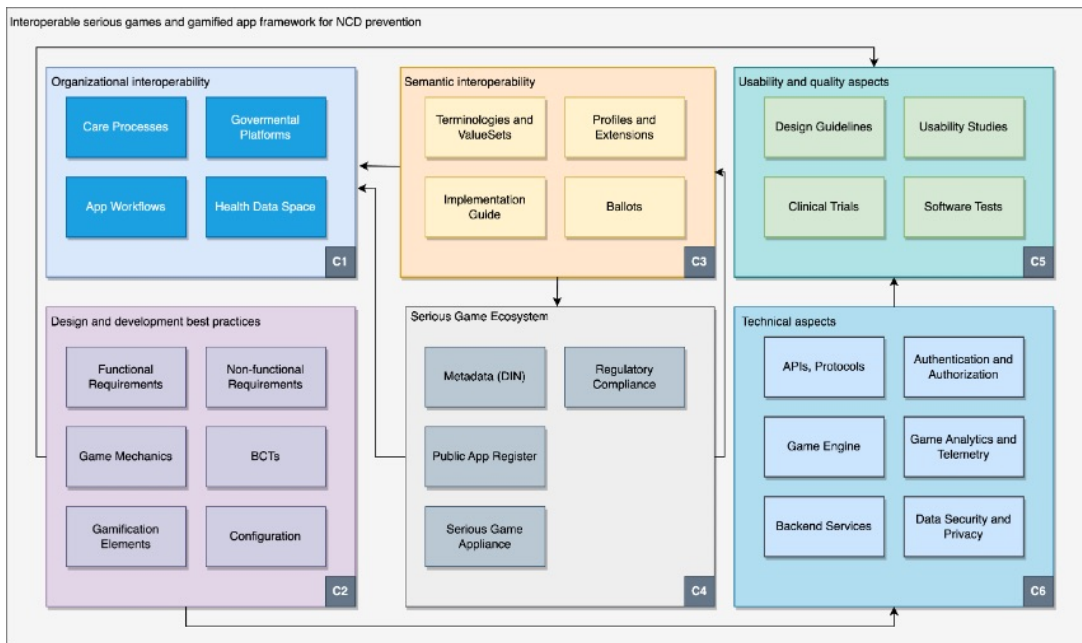 Interoperable serious games and gamified app framework for NCD prevention
Organizational interoperability
Care Processes
Govermental
Platforms
App Workflows
Health Data Space
C1
Semantic interoperability
Terminologies and
ValueSets
Profiles and
Extensions
Implementation
Guide
Ballots
C3
Usability and quality aspects
Design Guidelines
Usability Studies
Clinical Trials
Software Tests
C5
Design and development best practices
Functional
Requirements
Non-functional
Requirements
Game Mechanics
BCTs
Gamification
Elements
Configuration
C2
Serious Game Ecosystem
Metadata (DIN)
Regulatory
Compliance
Public App Register
Serious Game
Appliance
C4
Technical aspects
APIs, Protocols
Authentication and
Authorization
Game Engine
Game Analytics and
Telemetry
Backend Services
Data Security and
Privacy
C6